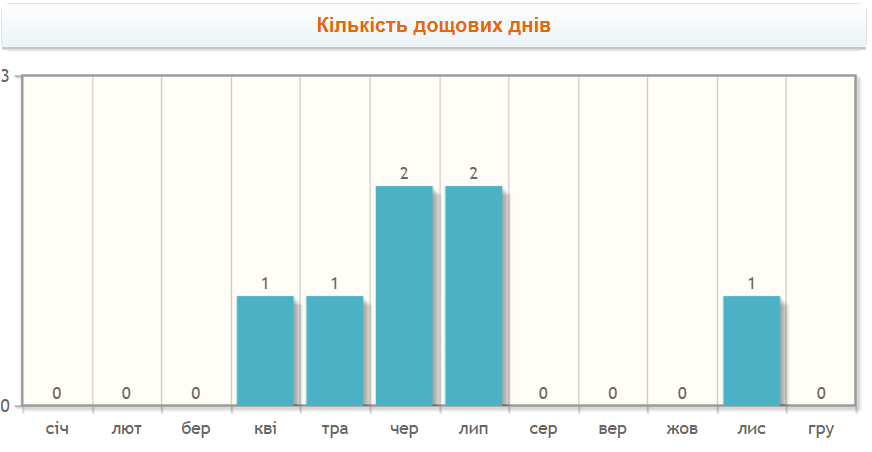 Кількість дощових днів
3
2 2
1 1 1
0 0 0 0 0 0 0
0
січ лют бер кві тра чер лип сер вер жов лис гру